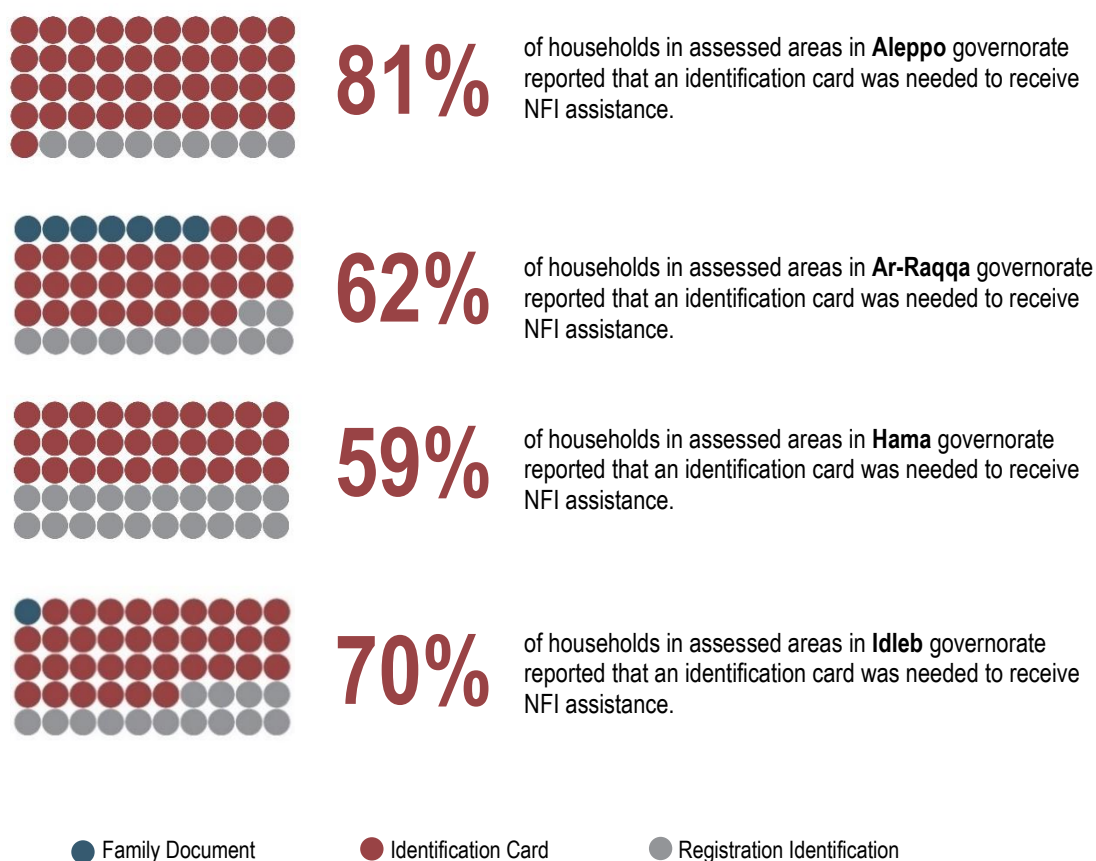 81%
of households in assessed areas in Aleppo governorate
reported that an identification card was needed to receive
NFI assistance.
62%
of households in assessed areas in Ar-Raqqa governorate
reported that an identification card was needed to receive
NFI assistance.
59%
of households in assessed areas in Hama governorate
reported that an identification card was needed to receive
NFI assistance.
70%
of households in assessed areas in Idleb governorate
reported that an identification card was needed to receive
NFI assistance.
Family Document
Identification Card
Registration Identification